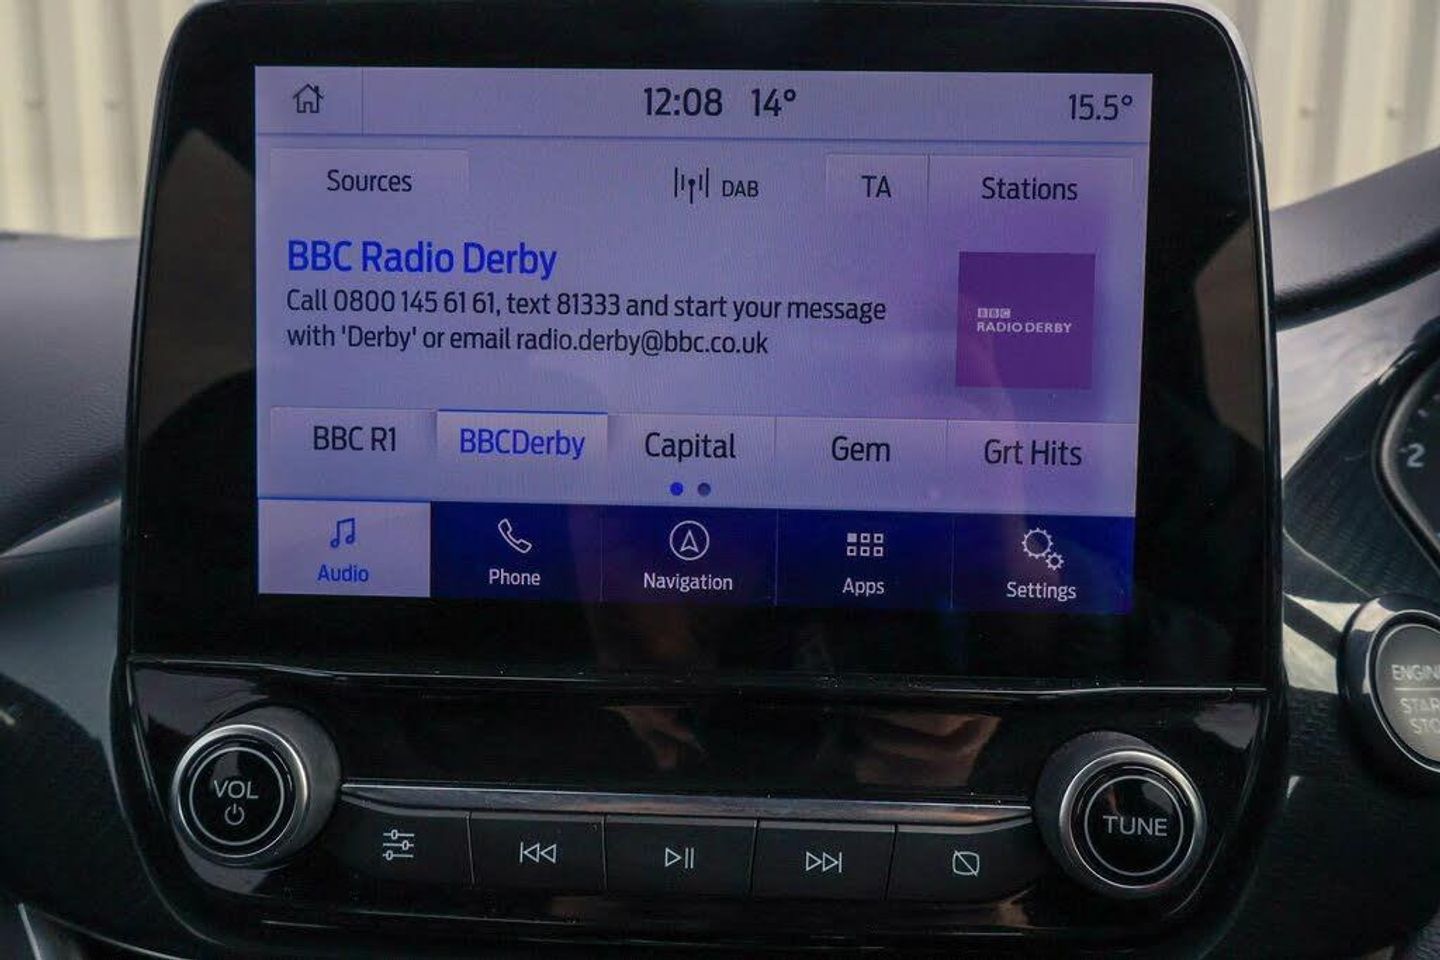 12:08 14° 15.5°
Sources DAB TA Stations
BBC Radio Derby
Call 0800 145 61 61, text 81333 and start your message
with 'Derby' or email radio.derby@bbc.co.uk
BBC
RADIO DERBY
BBC R1 BBCDerby Capital Gem Grt Hits
Audio Phone Navigation Apps Settings
VOL
TUNE
2